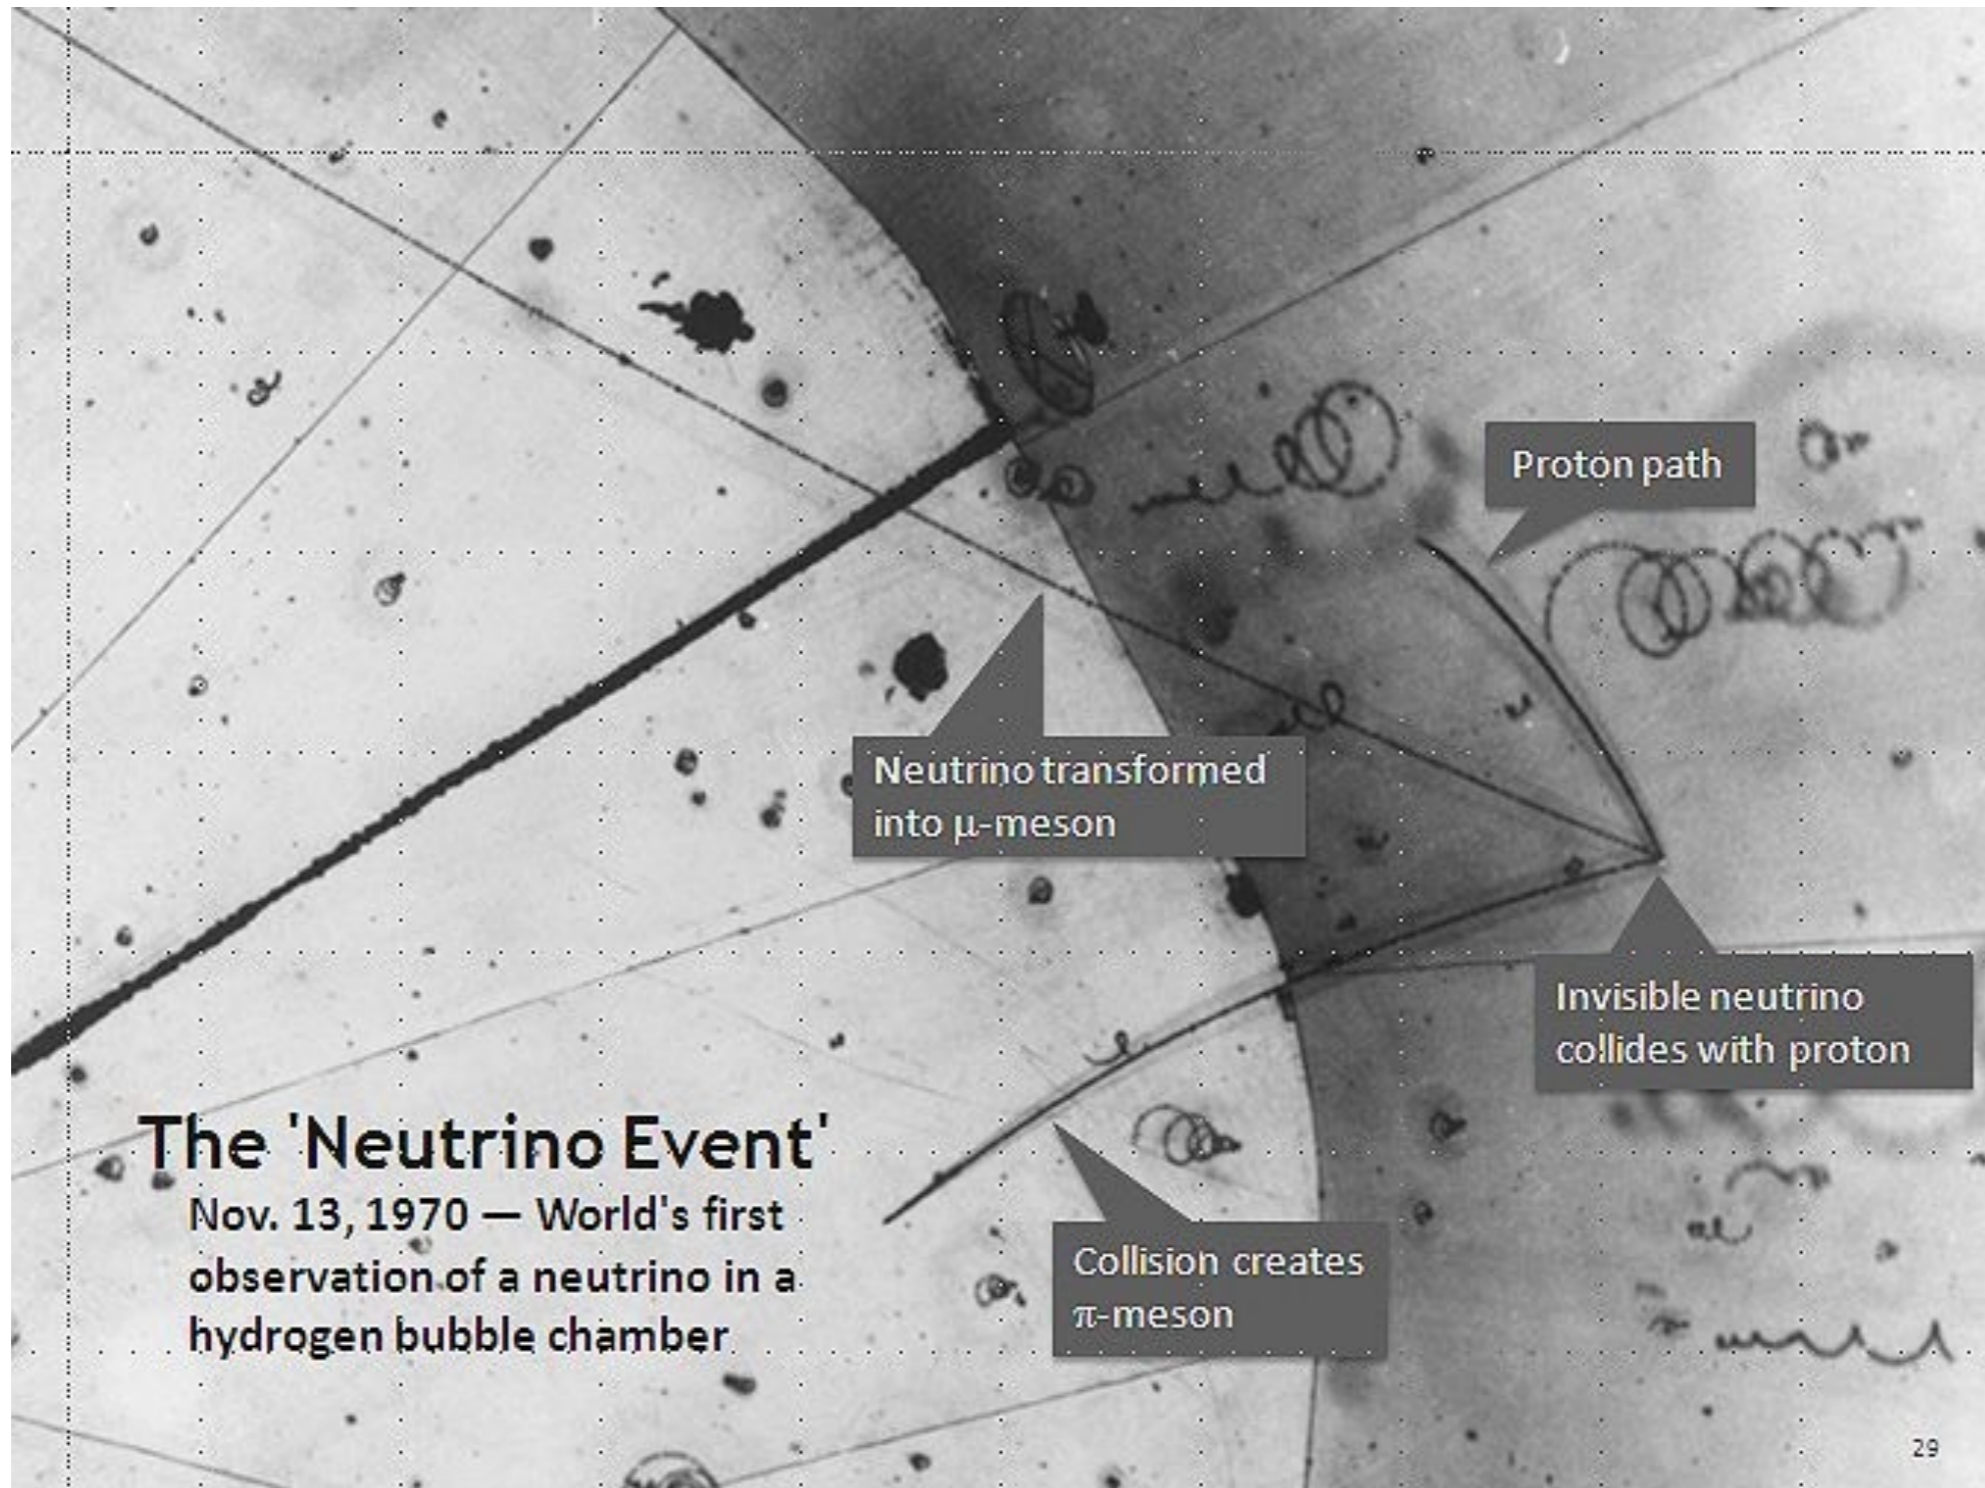 Proton path
Neutrino transformed
into μ-meson
Invisible neutrino
collides with proton
The 'Neutrino Event'
Nov. 13, 1970 — World's first
observation of a neutrino in a
hydrogen bubble chamber
Collision creates
π-meson
29